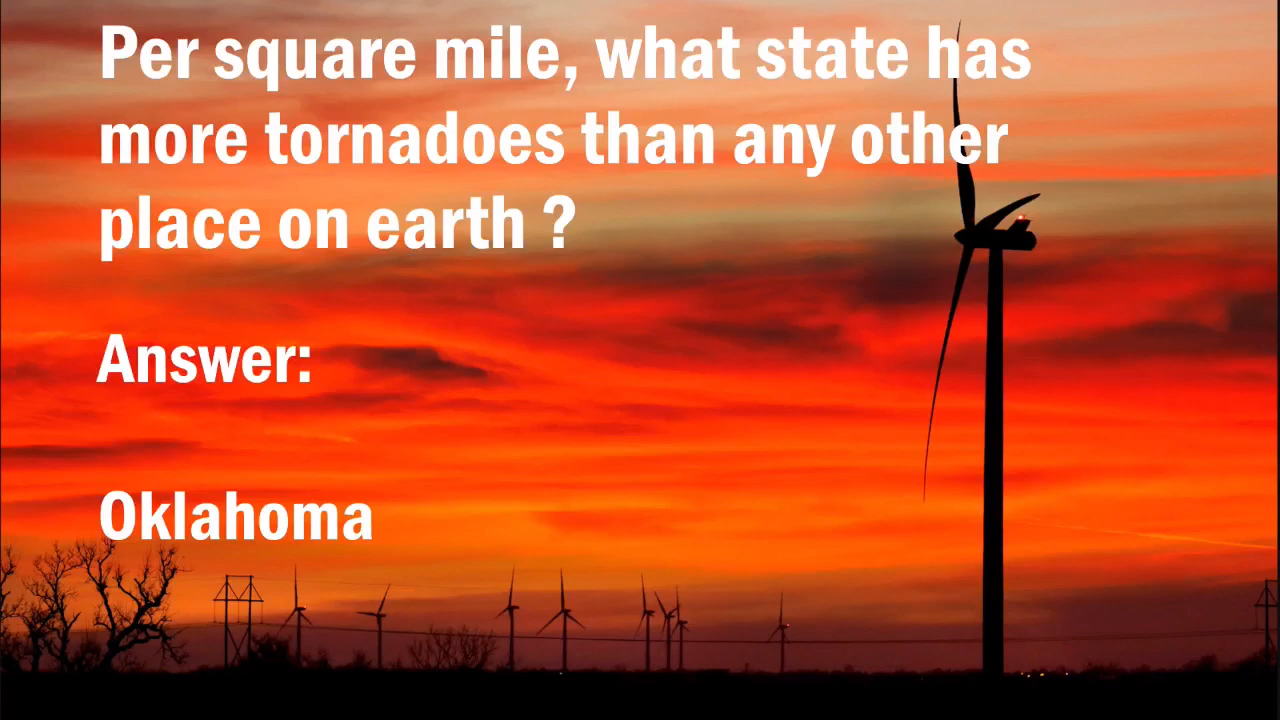 Per square mile, what state has
more tornadoes than any other
place on earth ?
Answer:
Oklahoma